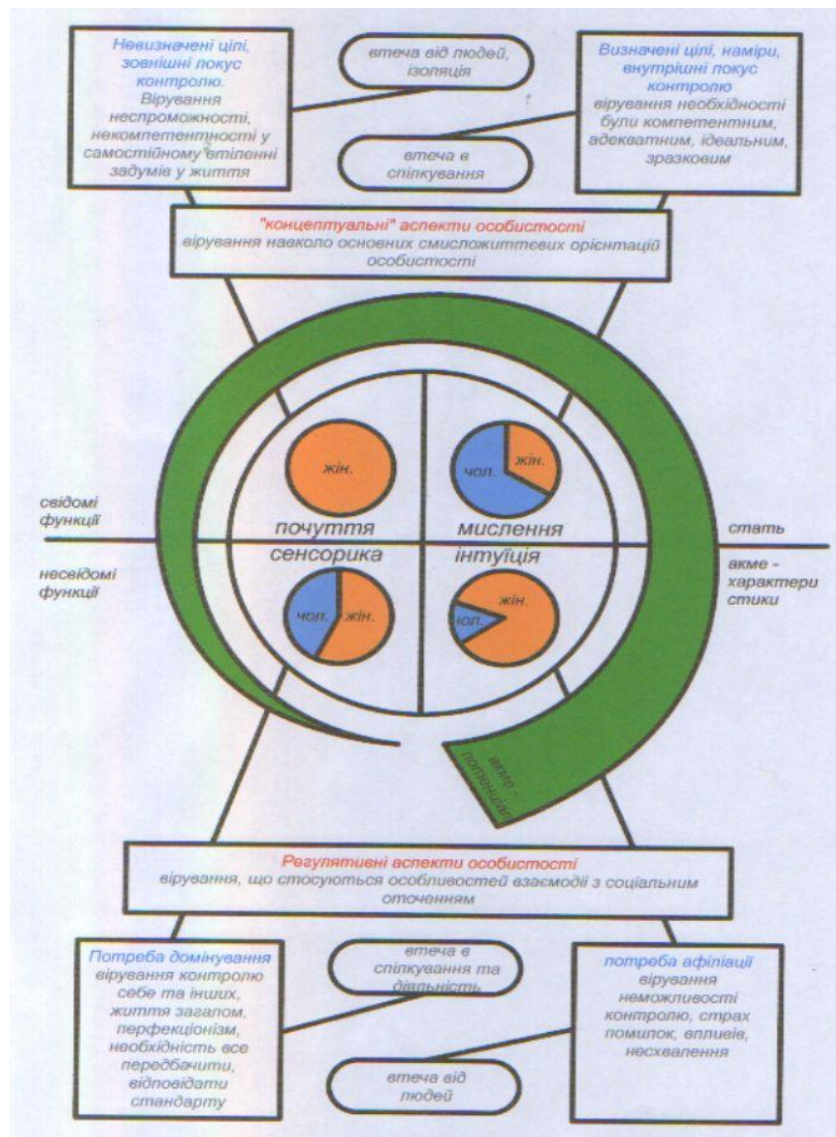 Невизначені цілі,
зовнішні локус
контролю.
Вірування
неспроможності,
некомпетентності у
самостійному втіленні
задумів у життя
втеча від людей,
ізоляція
втеча в
спілкування
Визначені цілі, наміри,
внутрішні локус
контролю
вірування необхідності
були компетентним,
адекватним, ідеальним,
зразковим
"концептуальні" аспекти особистості
вірування навколо основних смисложиттєвих орієнтацій
особистості
жін.
почуття
чол.
жін.
мислення
свідомі
функції
стать
несвідомі
функції
акме -
характери
стики
сенсорика
чол.
жін.
інтуїція
жін.
чол.
акме -
потенціал
Регулятивні аспекти особистості
вірування, що стосуються особливостей взаємодії з соціальним
оточенням
Потреба домінування
вірування контролю
себе та інших,
життя загалом,
перфекціонізм,
необхідність все
передбачити,
відповідати
стандарту
втеча в
спілкування та
діяльність
втеча від
людей
потреба афіліації
вірування
неможливості
контролю, страх
помилок, впливів,
несхвалення